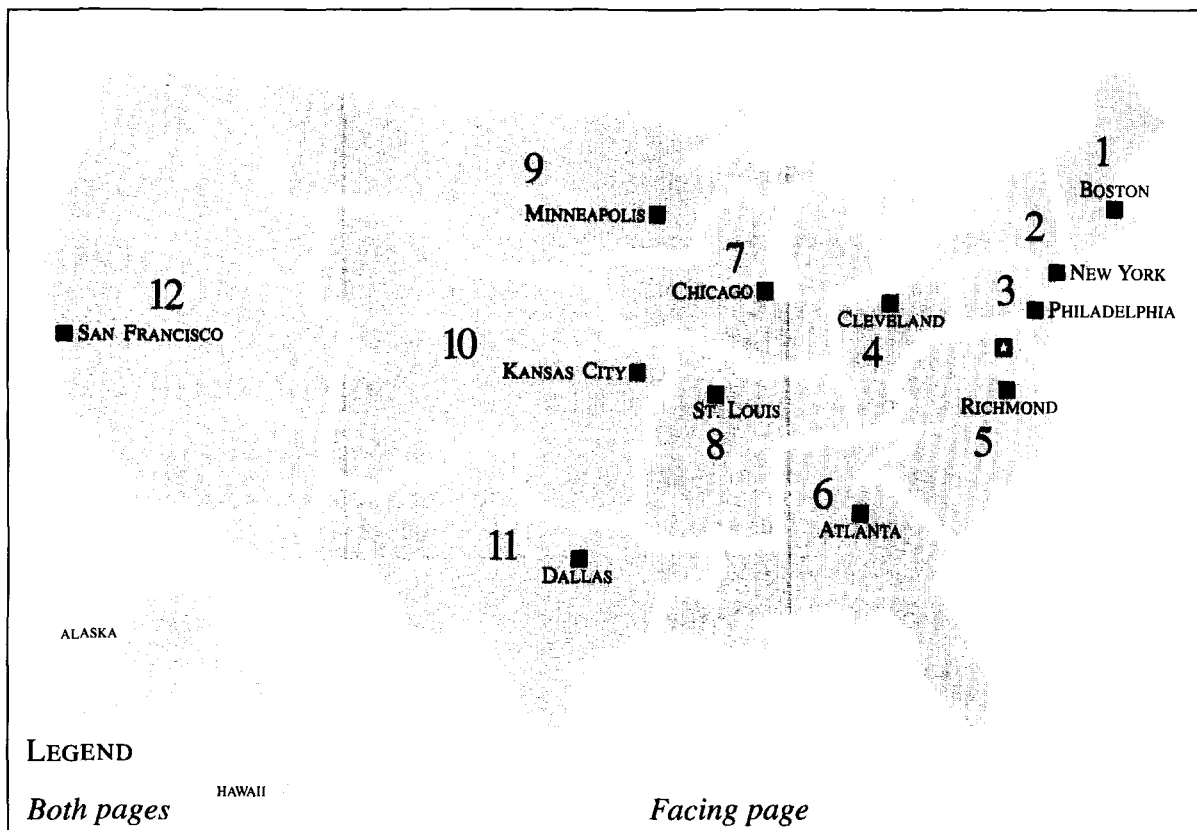 1
BOSTON
9
MINNEAPOLIS
2
7
NEW YORK
CHICAGO
12
3
PHILADELPHIA
CLEVELAND
SAN FRANCISCO
10
4
KANSAS CITY
ST. LOUIS
RICHMOND
8
5
6
ATLANTA
11
DALLAS
ALASKA
LEGEND
HAWAII
Both pages
Facing page